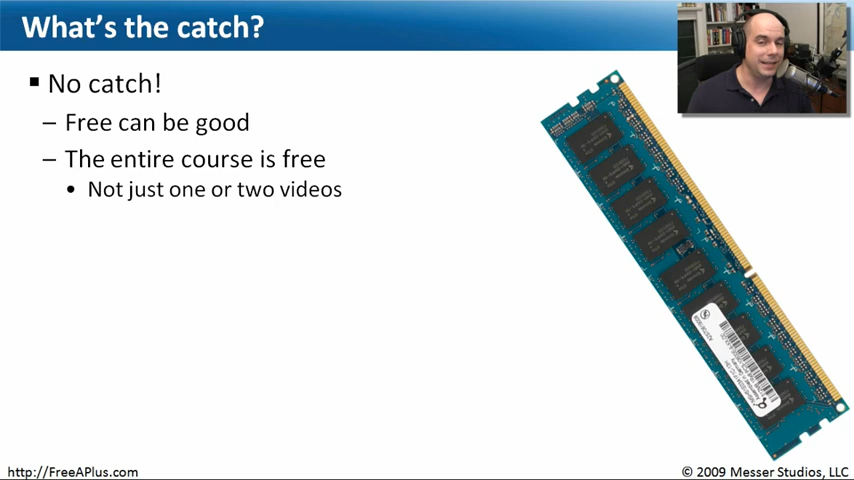 What's the catch?
No catch!
– Free can be good
– The entire course is free
• Not just one or two videos
http://FreeAPlus.com
© 2009 Messer Studios, LLC